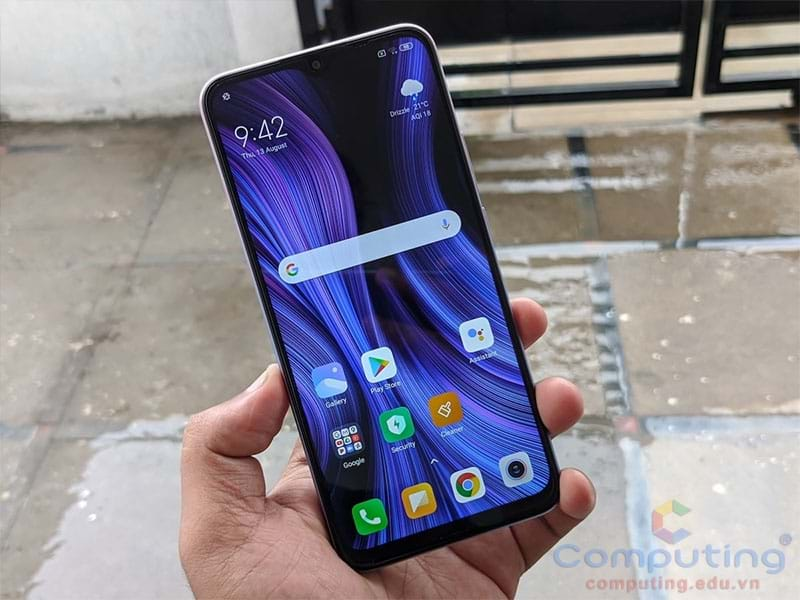 9:42
Thu, 13 August
Drizzle 21°C
AQI 18
G
Gallery
Play Store
Assistant
Google
Security
Cleaner
Computing®
computing.edu.vn